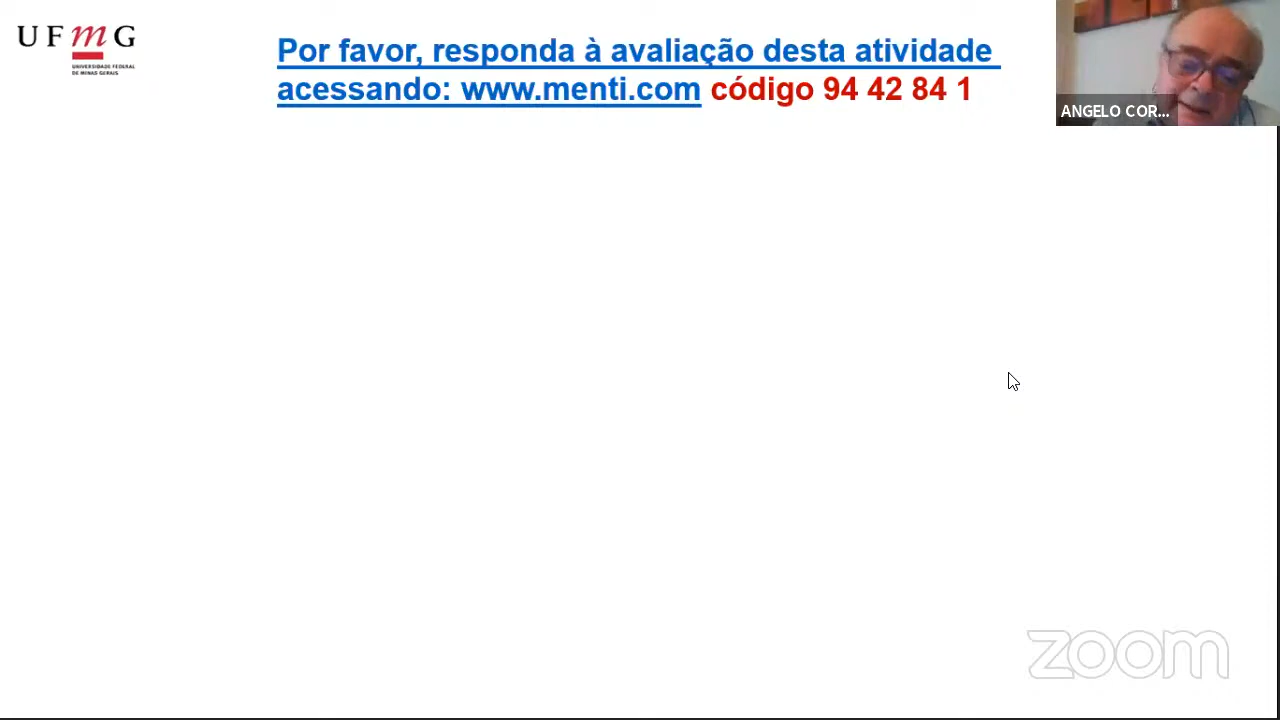 UFmG
UNIVERSIDADE FEDERAL
DE MINAS GERAIS
Por favor, responda à avaliação desta atividade
acessando: www.menti.com código 94 42 84 1
ANGELO COR...
zoom